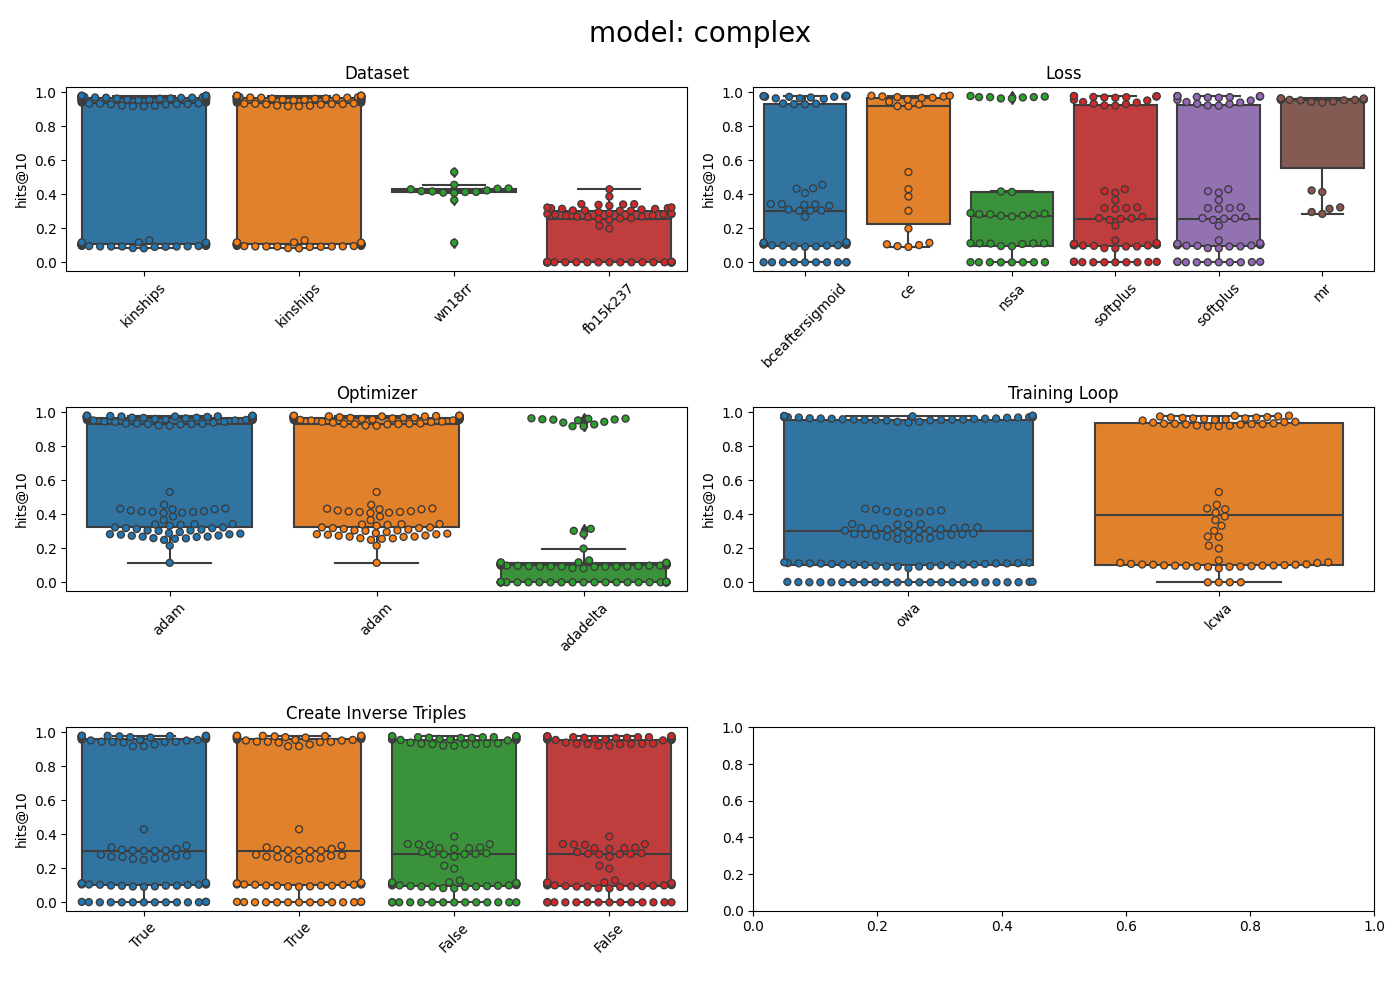 model: complex
Dataset
hits@10
1.0
0.8
0.6
0.4
0.2
0.0
kinships
kinships
wn18rr
fb15k237
Loss
hits@10
1.0
0.8
0.6
0.4
0.2
0.0
bceaftersigmoid
ce
nssa
softplus
softplus
mr
Optimizer
hits@10
1.0
0.8
0.6
0.4
0.2
0.0
adam
adam
adadelta
Training Loop
hits@10
1.0
0.8
0.6
0.4
0.2
0.0
owa
lcwa
Create Inverse Triples
hits@10
1.0
0.8
0.6
0.4
0.2
0.0
True
True
False
False
1.0
0.8
0.6
0.4
0.2
0.0
0.0 0.2 0.4 0.6 0.8 1.0